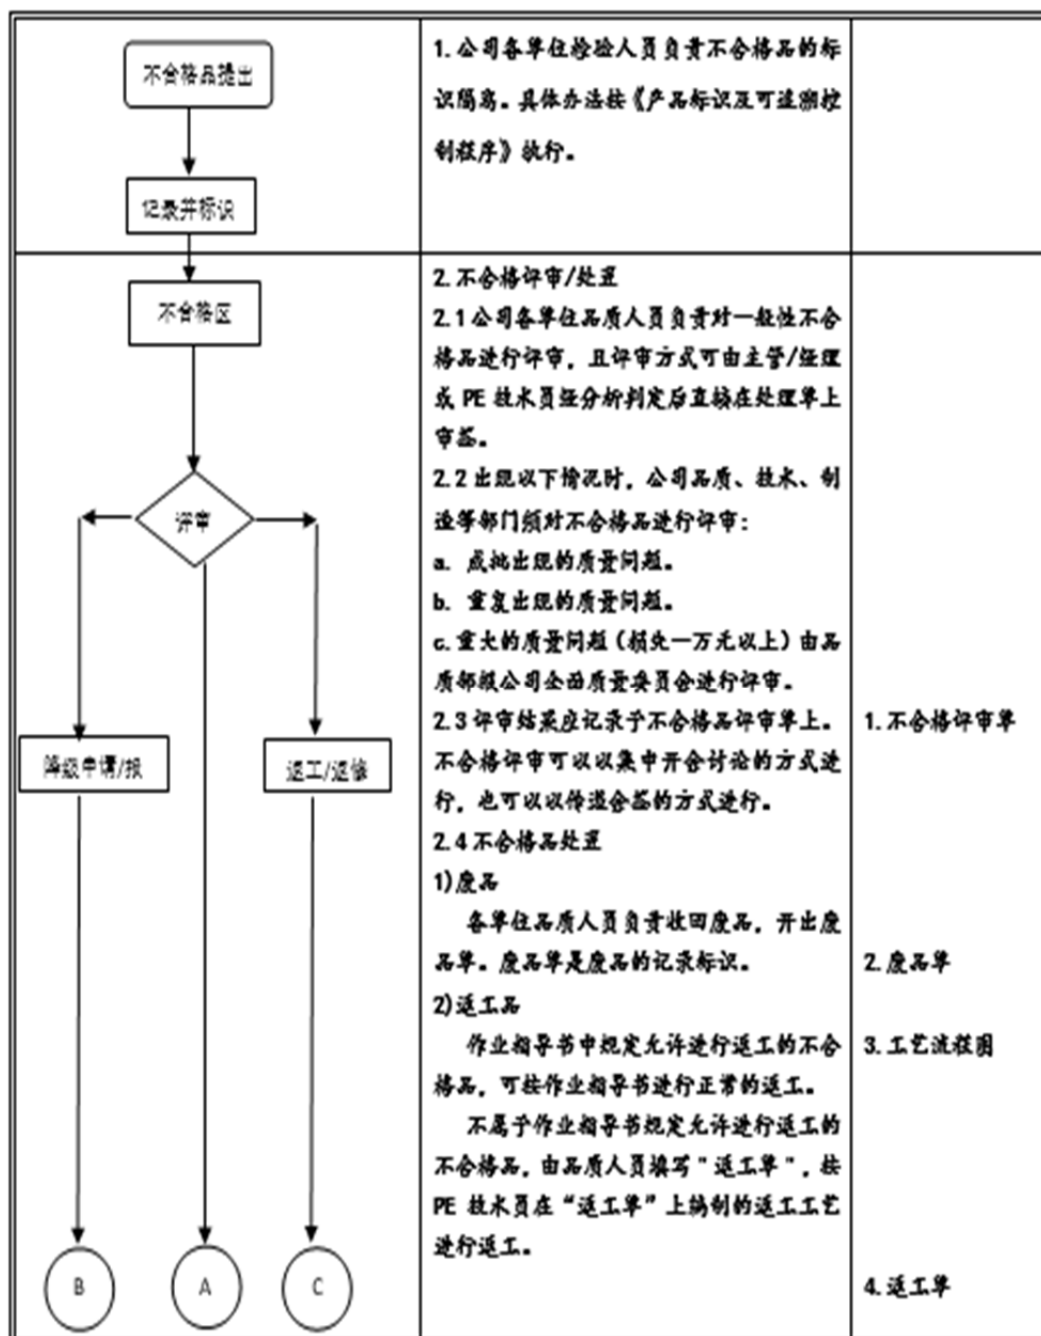 不合格品提出
记录并标识
1.公司各单位检验人员负责不合格品的标
识隔离。具体办法按《产品标识及可追溯控
制程序》执行。
不合格区
评审
降级申请/报
返工/返修
B
A
C
2.不合格评审/处置
2.1公司各单位品质人员负责对一般性不合
格品进行评审，且评审方式可由主管/经理
或 PE 技术员经分析判定后直接在处理单上
审签。
2.2出现以下情况时，公司品质、技术、制
造等部门须对不合格品进行评审：
a. 成批出现的质量问题。
b. 重复出现的质量问题。
c.重大的质量问题（损失一万元以上）由品
质部报公司全面质量委员会进行评审。
2.3评审结果应记录于不合格品评审单上。
不合格评审可以以集中开会讨论的方式进
行，也可以以传递会签的方式进行。
2.4不合格品处置
1)废品
各单位品质人员负责收回废品，开出废
品单。废品单是废品的记录标识。
2)返工品
作业指导书中规定允许进行返工的不合
格品，可按作业指导书进行正常的返工。
不属于作业指导书规定允许进行返工的
不合格品，由品质人员填写"返工单"，按
PE 技术员在“返工单”上编制的返工工艺
进行返工。
1.不合格评审单
2.废品单
3.工艺流程图
4.返工单